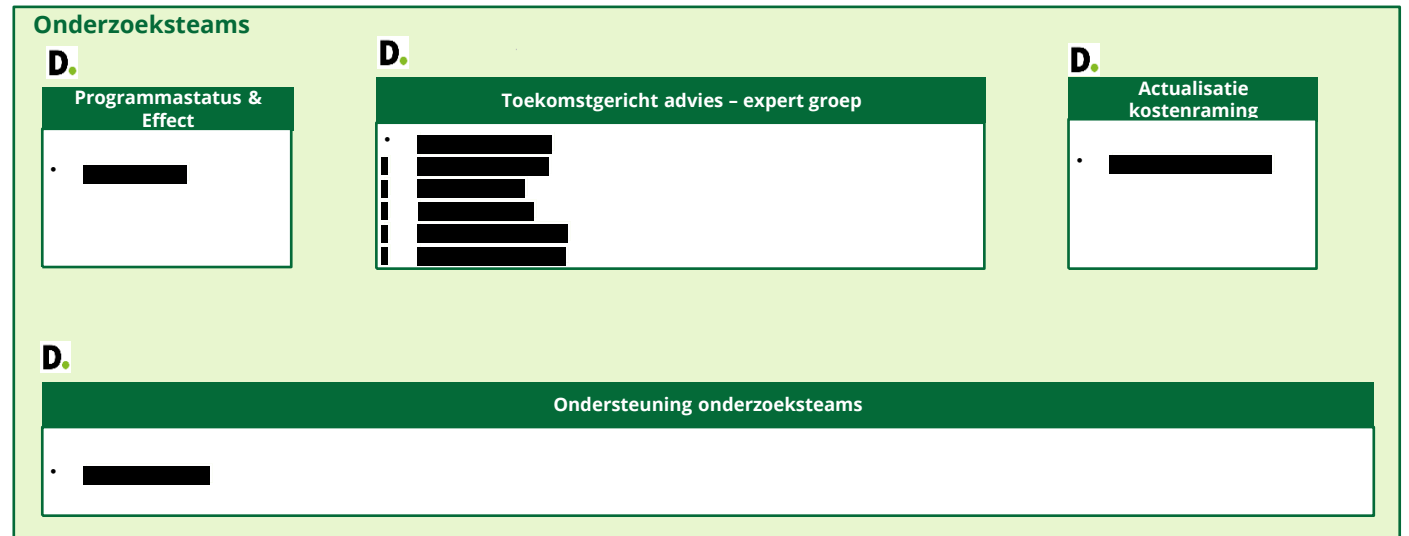 Onderzoeksteams
D.
Programmastatus &
Effect
D.
Toekomstgericht advies – expert groep
D.
Actualisatie
kostenraming
D.
Ondersteuning onderzoeksteams